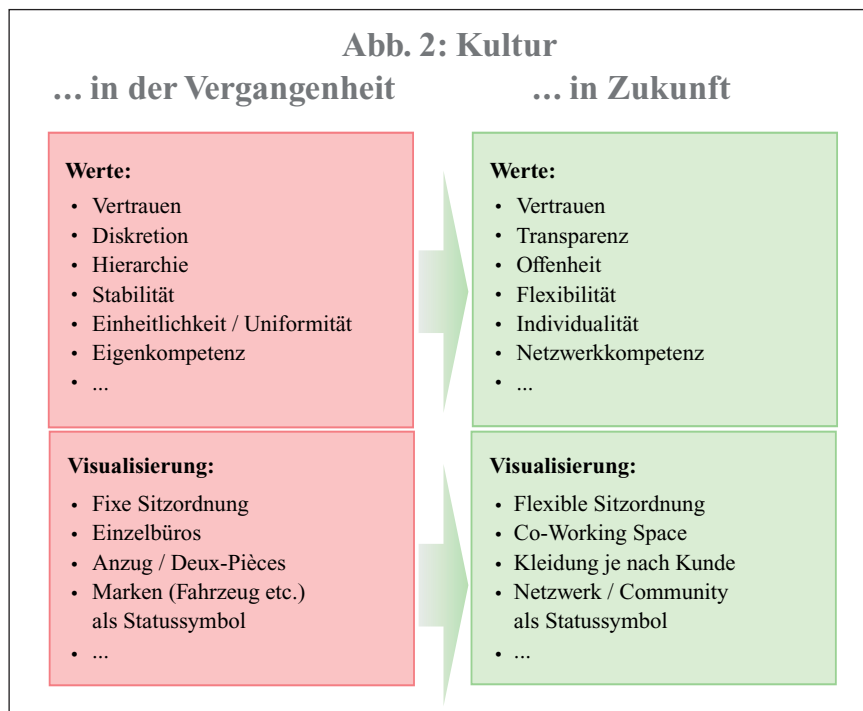 Abb. 2: Kultur
... in der Vergangenheit
... in Zukunft
Werte:
• Vertrauen
• Diskretion
• Hierarchie
• Stabilität
• Einheitlichkeit / Uniformität
• Eigenkompetenz
• ...
Werte:
• Vertrauen
• Transparenz
• Offenheit
• Flexibilität
• Individualität
• Netzwerkkompetenz
• ...
Visualisierung:
• Fixe Sitzordnung
• Einzelbüros
• Anzug / Deux-Pièces
• Marken (Fahrzeug etc.)
als Statussymbol
• ...
Visualisierung:
• Flexible Sitzordnung
• Co-Working Space
• Kleidung je nach Kunde
• Netzwerk / Community
als Statussymbol
• ...